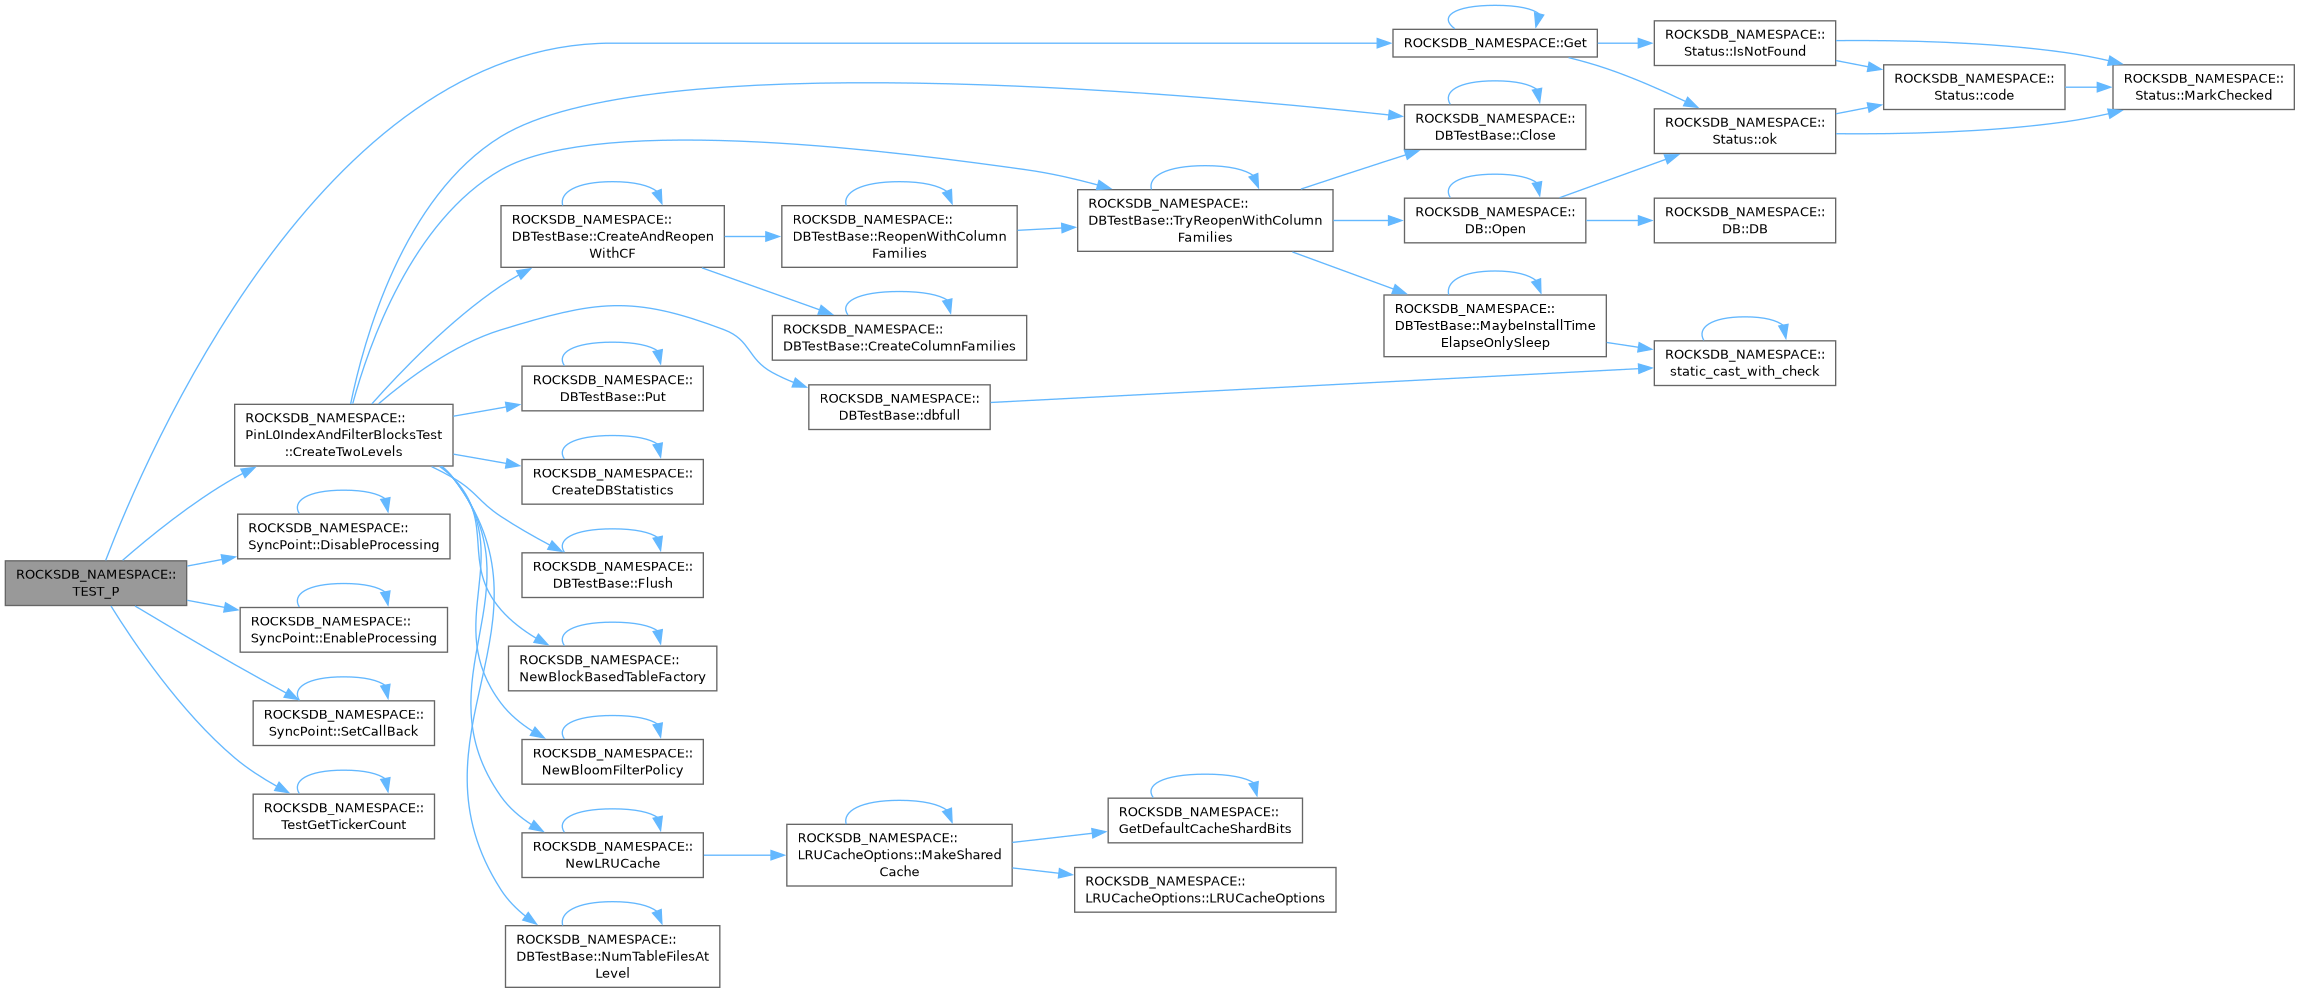 ROCKSDB_NAMESPACE::
TEST_P
ROCKSDB_NAMESPACE::Get
ROCKSDB_NAMESPACE::
Status::IsNotFound
ROCKSDB_NAMESPACE::
Status::code
ROCKSDB_NAMESPACE::
Status::MarkChecked
ROCKSDB_NAMESPACE::
Status::ok
ROCKSDB_NAMESPACE::
PinL0IndexAndFilterBlocksTest
::CreateTwoLevels
ROCKSDB_NAMESPACE::
DBTestBase::Close
ROCKSDB_NAMESPACE::
DBTestBase::CreateAndReopen
WithCF
ROCKSDB_NAMESPACE::
DBTestBase::ReopenWithColumn
Families
ROCKSDB_NAMESPACE::
DBTestBase::TryReopenWithColumn
Families
ROCKSDB_NAMESPACE::
DB::Open
ROCKSDB_NAMESPACE::
DB::DB
ROCKSDB_NAMESPACE::
DBTestBase::MaybeInstallTime
ElapseOnlySleep
ROCKSDB_NAMESPACE::
static_cast_with_check
ROCKSDB_NAMESPACE::
DBTestBase::CreateColumnFamilies
ROCKSDB_NAMESPACE::
DBTestBase::Put
ROCKSDB_NAMESPACE::
DBTestBase::dbfull
ROCKSDB_NAMESPACE::
CreateDBStatistics
ROCKSDB_NAMESPACE::
DBTestBase::Flush
ROCKSDB_NAMESPACE::
NewBlockBasedTableFactory
ROCKSDB_NAMESPACE::
NewBloomFilterPolicy
ROCKSDB_NAMESPACE::
NewLRUCache
ROCKSDB_NAMESPACE::
LRUCacheOptions::MakeShared
Cache
ROCKSDB_NAMESPACE::
GetDefaultCacheShardBits
ROCKSDB_NAMESPACE::
LRUCacheOptions::LRUCacheOptions
ROCKSDB_NAMESPACE::
DBTestBase::NumTableFilesAt
Level
ROCKSDB_NAMESPACE::
SyncPoint::DisableProcessing
ROCKSDB_NAMESPACE::
SyncPoint::EnableProcessing
ROCKSDB_NAMESPACE::
SyncPoint::SetCallBack
ROCKSDB_NAMESPACE::
TestGetTickerCount